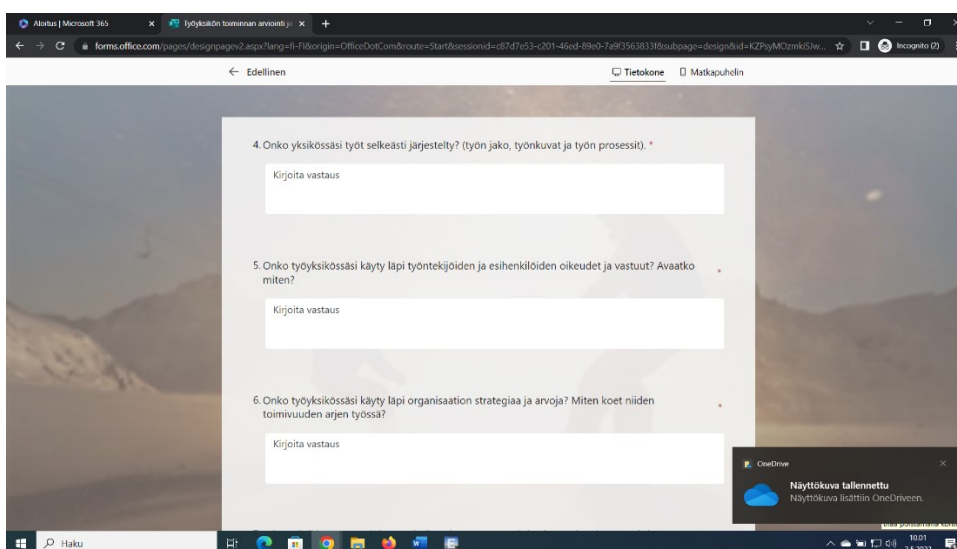 Aloitus | Microsoft 365
Työyksikön toiminnan arviointi j
forms.office.com/pages/designpagev2.aspx?lang=fi-FI&origin=OfficeDotCom&route=Start&sessionid=c87d7e53-c201-46ed-89e0-7a9f3563833f&subpage=design&id=KZPsyMOzmkiSJw...
Incognito (2)
Edellinen
Tietokone
Matkapuhelin
4. Onko yksikössäsi työt selkeästi järjestelty? (työn jako, työnkuvat ja työn prosessit). *
Kirjoita vastaus
5. Onko työyksikössäsi käyty läpi työntekijöiden ja esihenkilöiden oikeudet ja vastuut? Avaatko *
miten?
Kirjoita vastaus
6. Onko työyksikössäsi käyty läpi organisaation strategiaa ja arvoja? Miten koet niiden *
toimivuuden arjen työssä?
Kirjoita vastaus
OneDrive
Näyttökuva tallennettu
Näyttökuva lisättiin OneDriveen.
Haku
10.01